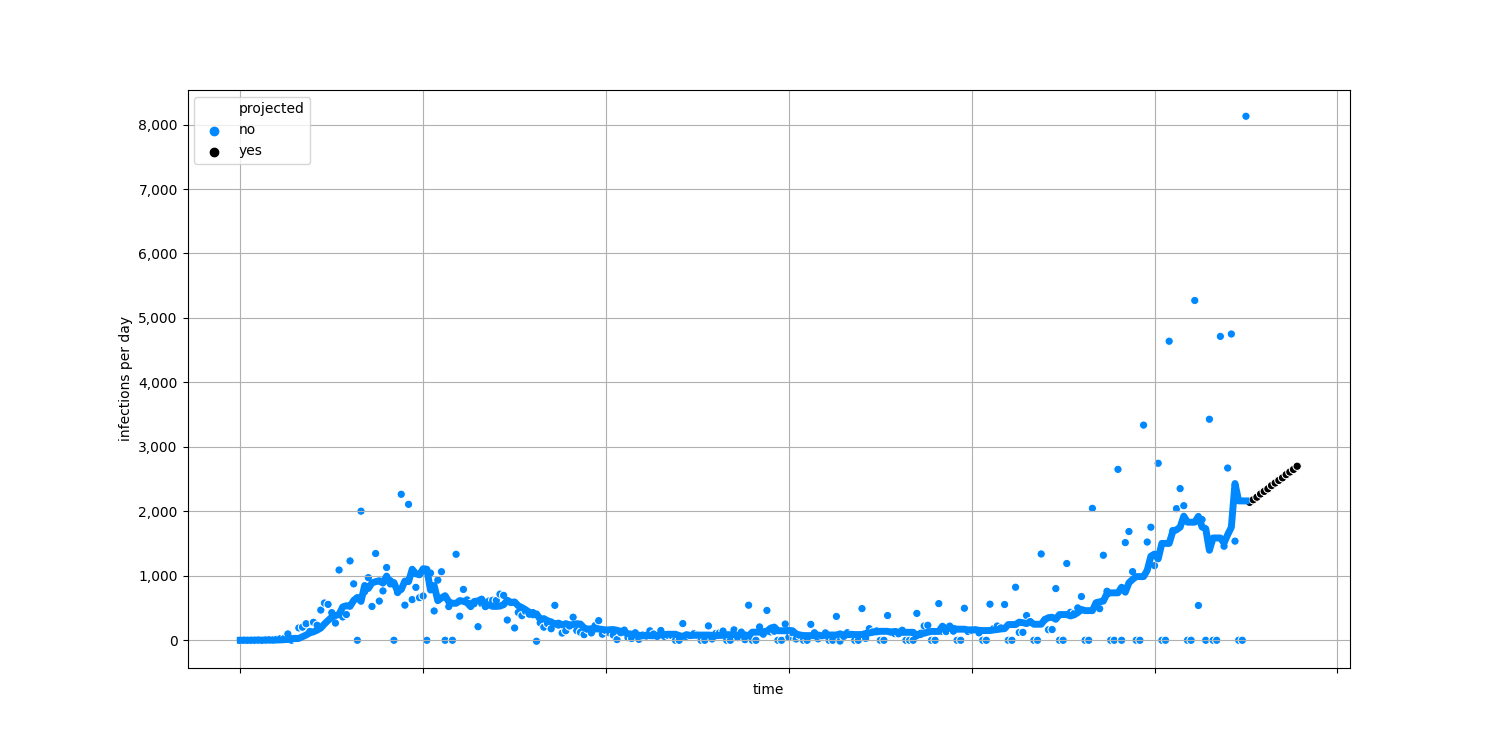 projected
no
yes
8,000
7,000
6,000
5,000
4,000
3,000
2,000
1,000
0
infections per day
time